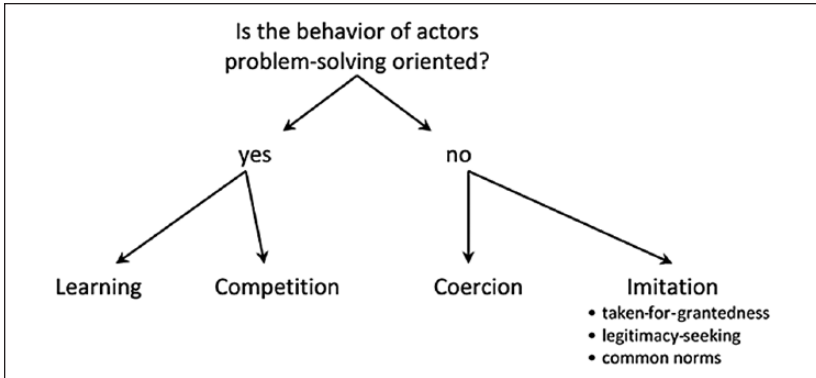 Is the behavior of actors
problem-solving oriented?
yes
no
Learning
Competition
Coercion
Imitation
• taken-for-grantedness
• legitimacy-seeking
• common norms